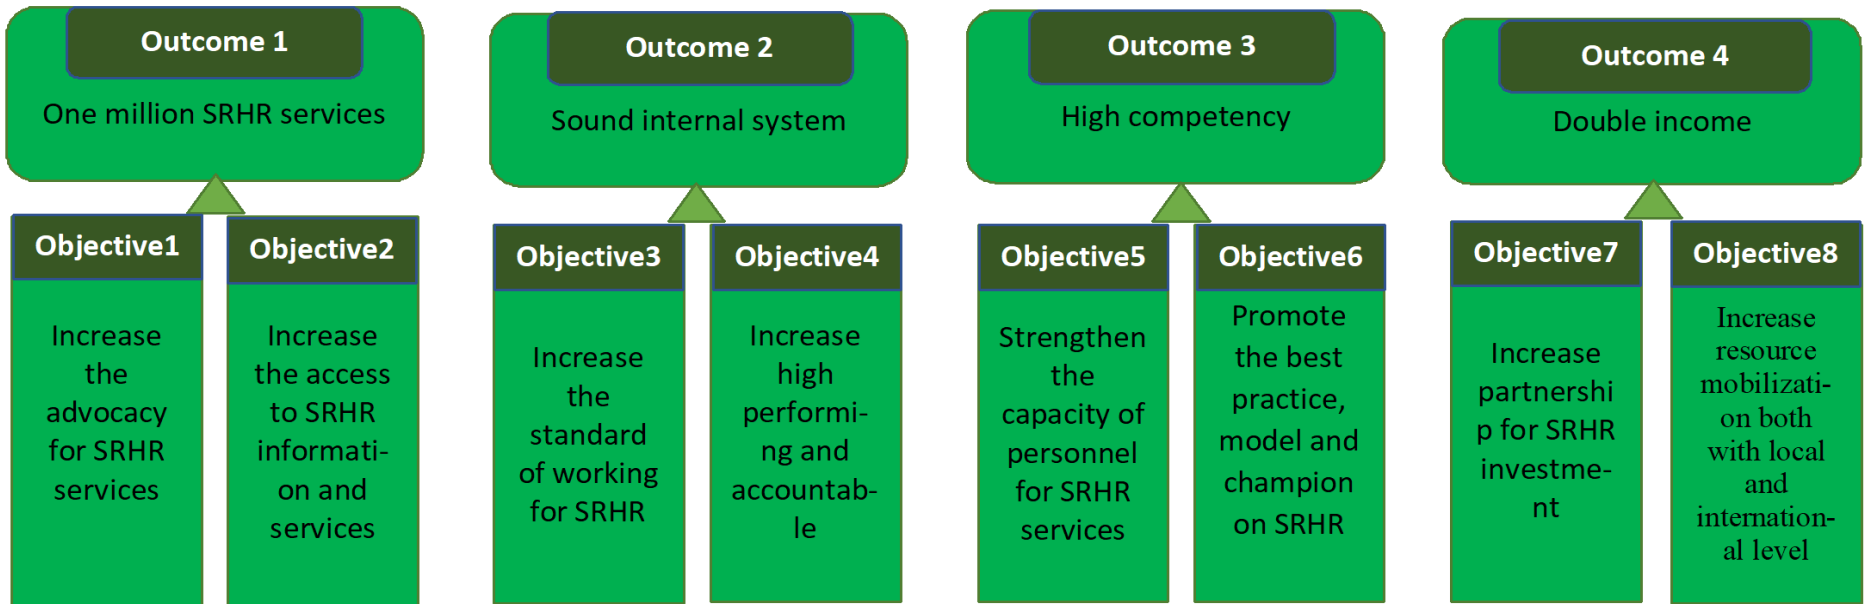 Outcome 1
One million SRHR services
Outcome 2
Sound internal system
Outcome 3
High competency
Outcome 4
Double income
Objective1
Increase
the
advocacy
for SRHR
services
Objective2
Increase
the access
to SRHR
informati-
on and
services
Objective3
Increase
the
standard
of working
for SRHR
Objective4
Increase
high
performi-
ng and
accountab-
le
Objective5
Strengthen
the
capacity of
personnel
for SRHR
services
Objective6
Promote
the best
practice,
model and
champion
on SRHR
Objective7
Increase
partnershi
p for SRHR
investme-
nt
Objective8
Increase
resource
mobilizati-
on both
with local
and
internation-
al level